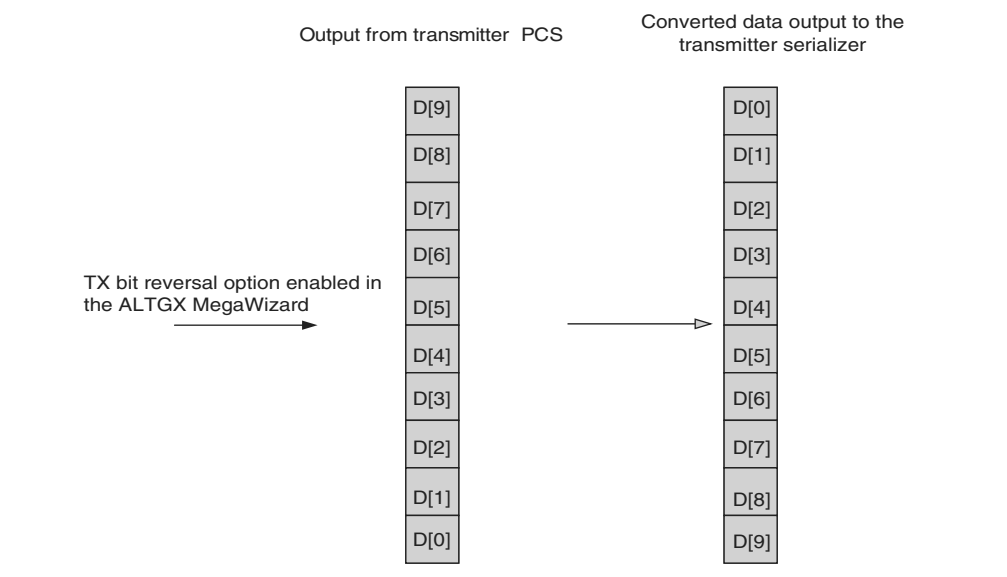 Output from transmitter PCS
Converted data output to the
transmitter serializer
TX bit reversal option enabled in
the ALTGX MegaWizard
D[9]
D[8]
D[7]
D[6]
D[5]
D[4]
D[3]
D[2]
D[1]
D[0]
D[0]
D[1]
D[2]
D[3]
D[4]
D[5]
D[6]
D[7]
D[8]
D[9]